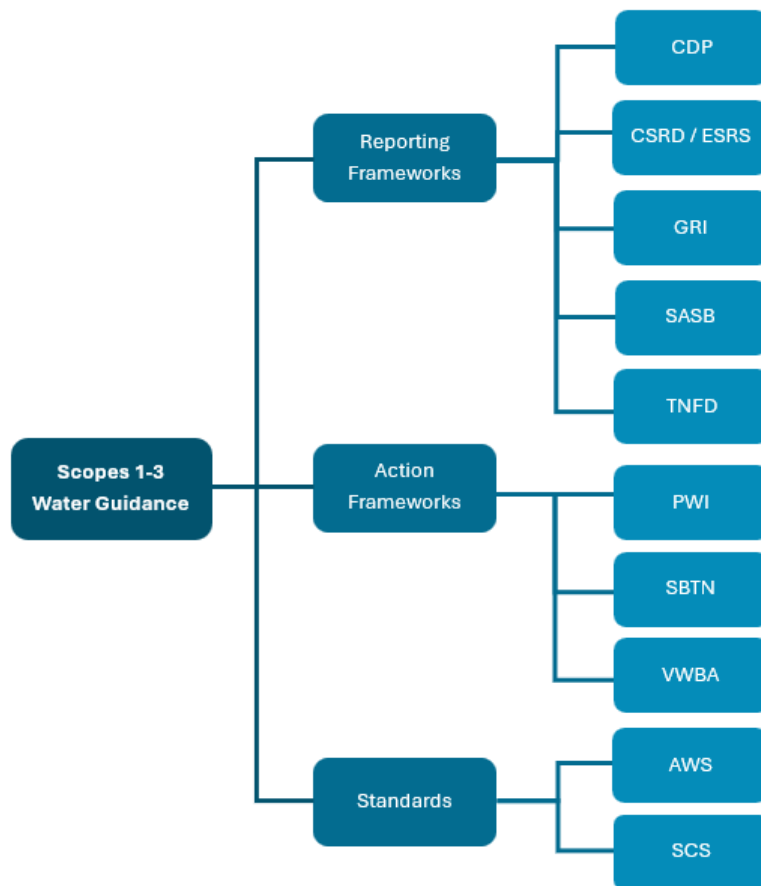 CDP
CSRD / ESRS
Reporting
Frameworks
GRI
SASB
TNFD
Scopes 1-3
Water Guidance
Action
Frameworks
PWI
SBTN
VWBA
Standards
AWS
SCS